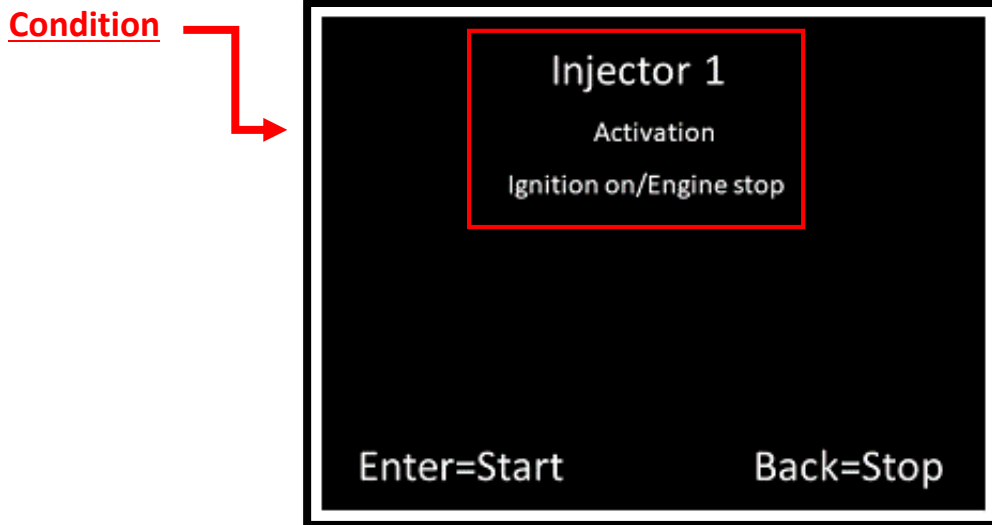 Condition
Injector 1
Activation
Ignition on/Engine stop
Enter=Start
Back=Stop